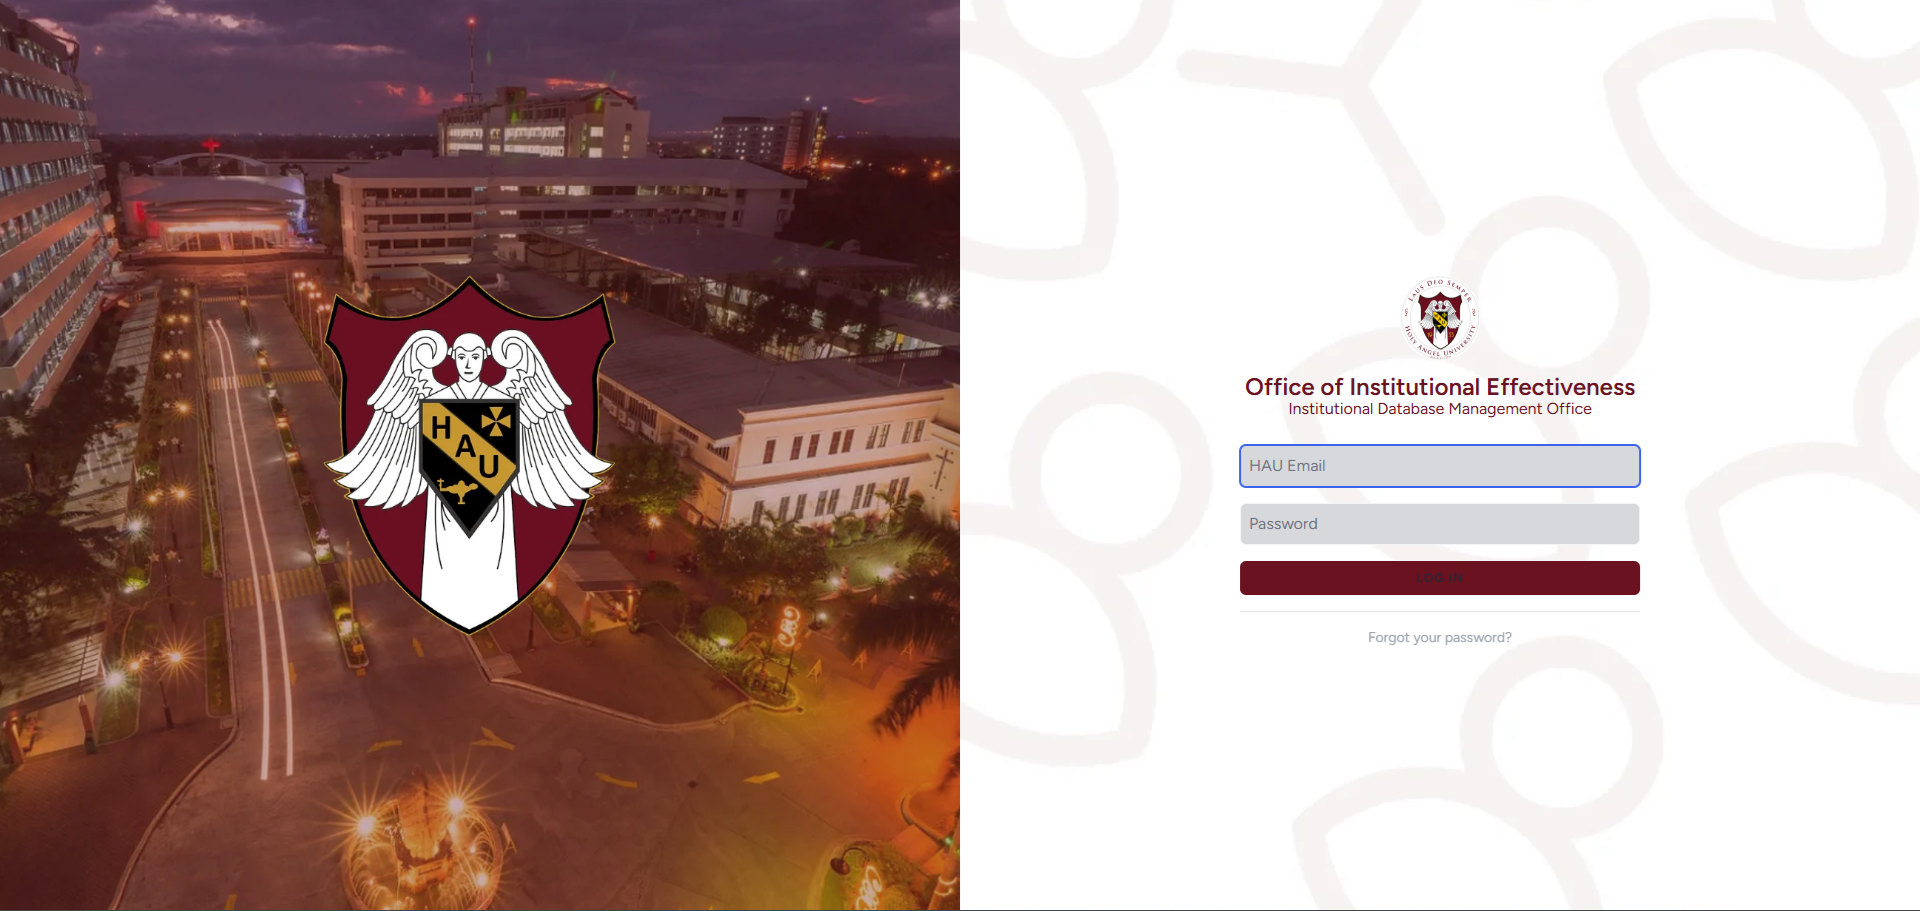 HAU
LAUS DEO SEMPER
HOLY ANGEL UNIVERSITY
Office of Institutional Effectiveness
Institutional Database Management Office
HAU Email
Password
LOG IN
Forgot your password?